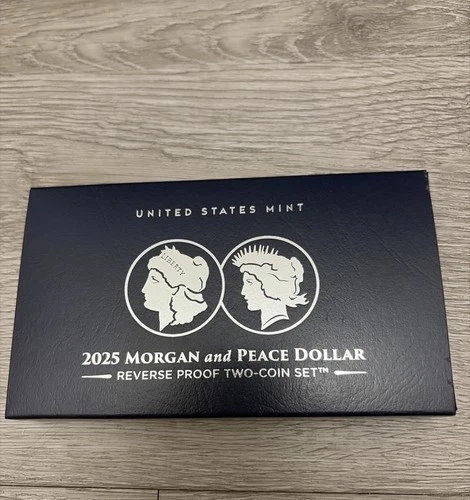 UNITED STATES MINT
LIBERTY
2025 MORGAN and PEACE DOLLAR
REVERSE PROOF TWO-COIN SET™